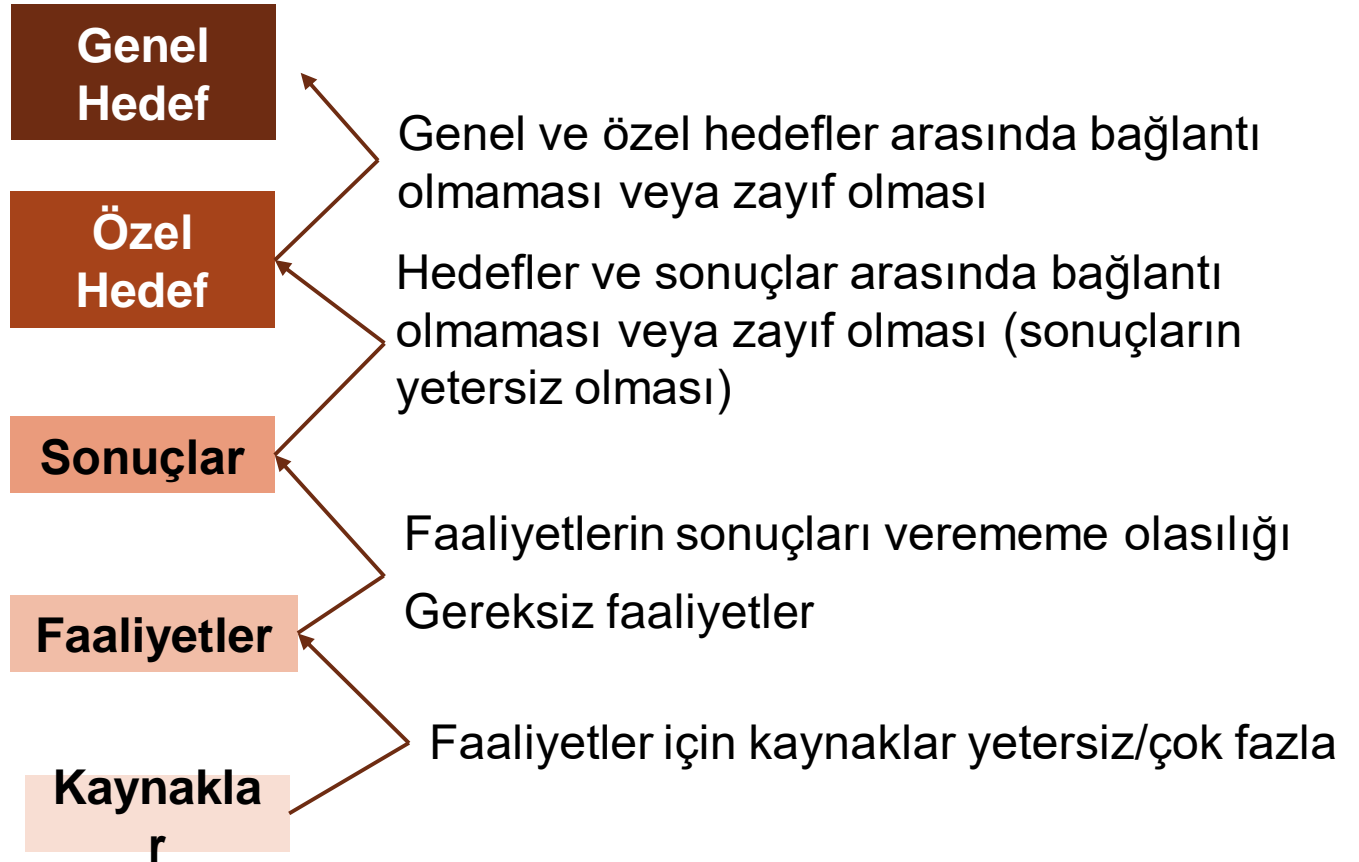 Genel
Hedef
Genel ve özel hedefler arasında bağlantı
olmaması veya zayıf olması
Özel
Hedef
Hedefler ve sonuçlar arasında bağlantı
olmaması veya zayıf olması (sonuçların
yetersiz olması)
Sonuçlar
Faaliyetlerin sonuçları verememe olasılığı
Gereksiz faaliyetler
Faaliyetler
Faaliyetler için kaynaklar yetersiz/çok fazla
Kaynakla
r